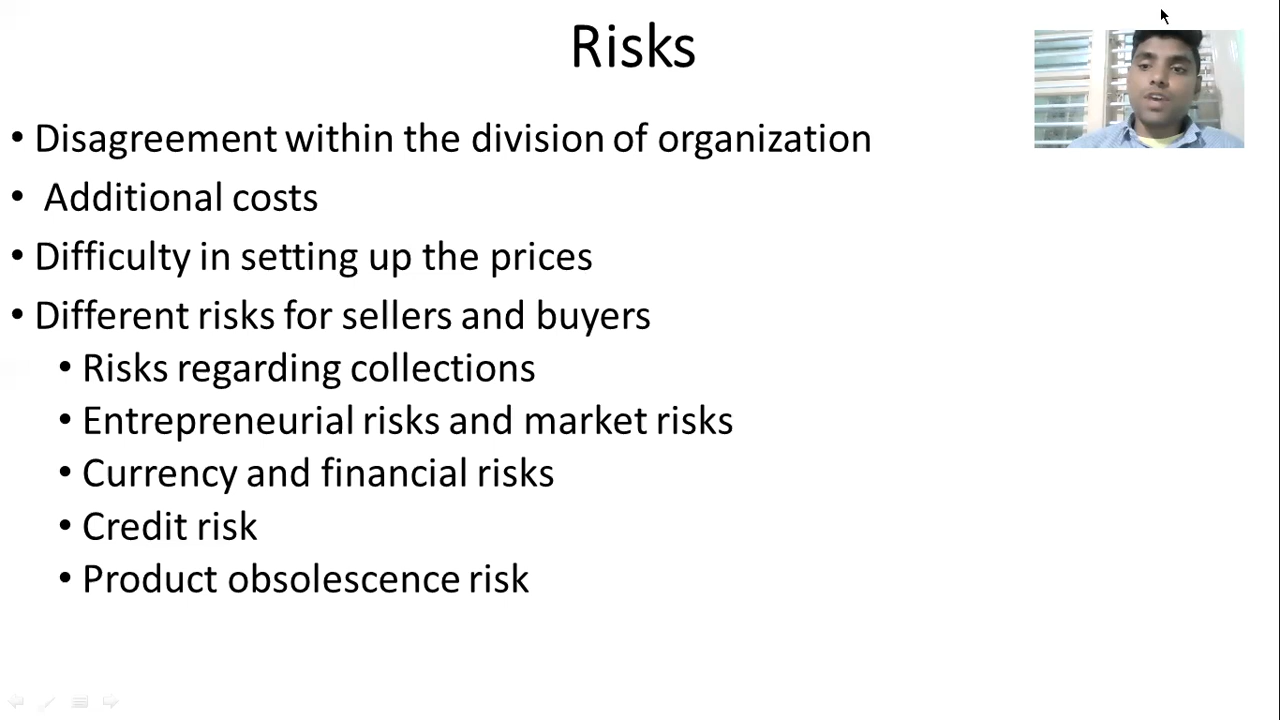 Risks
• Disagreement within the division of organization
• Additional costs
• Difficulty in setting up the prices
• Different risks for sellers and buyers
• Risks regarding collections
• Entrepreneurial risks and market risks
• Currency and financial risks
• Credit risk
• Product obsolescence risk